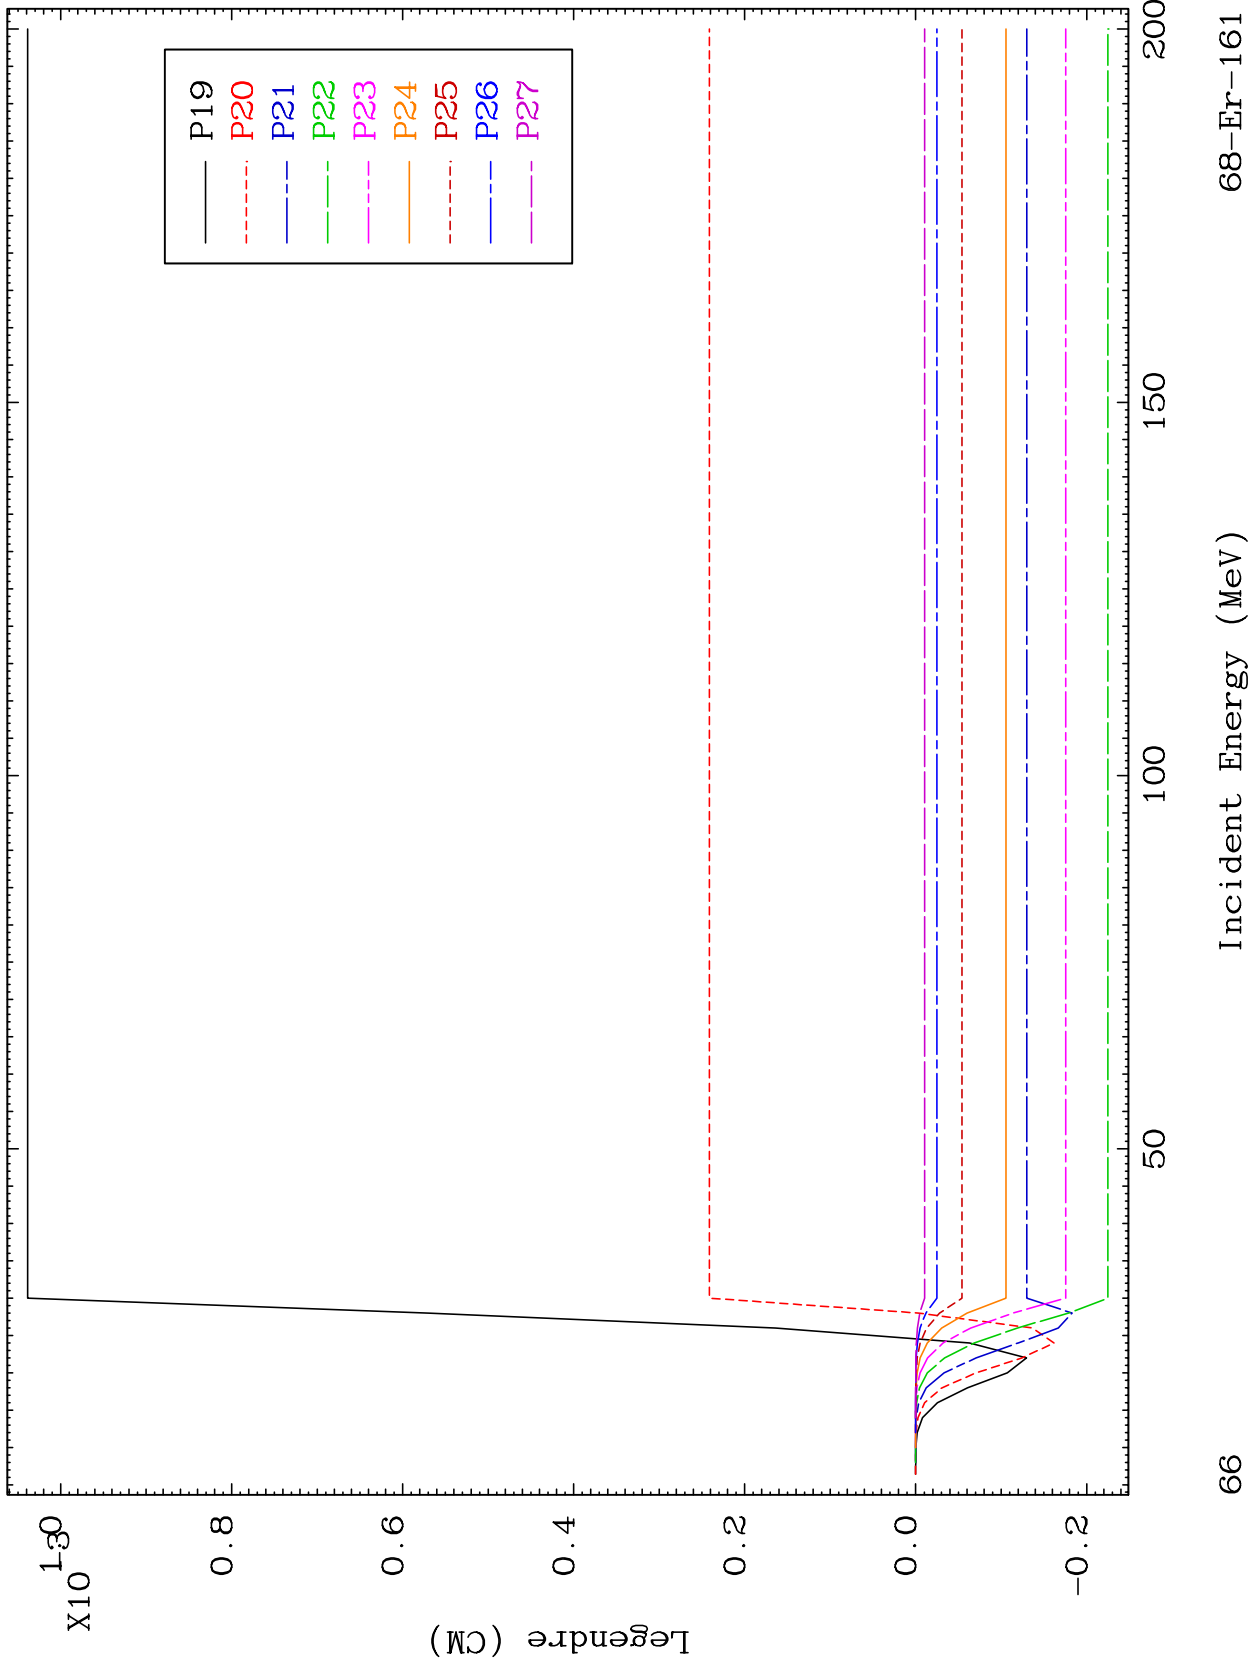 X10
-3
1.0
0.8
0.6
0.4
0.2
0.0
-0.2
Legendre (CM)
P19
P20
P21
P22
P23
P24
P25
P26
P27
50
100
150
200
Incident Energy (MeV)
66
68-Er-161